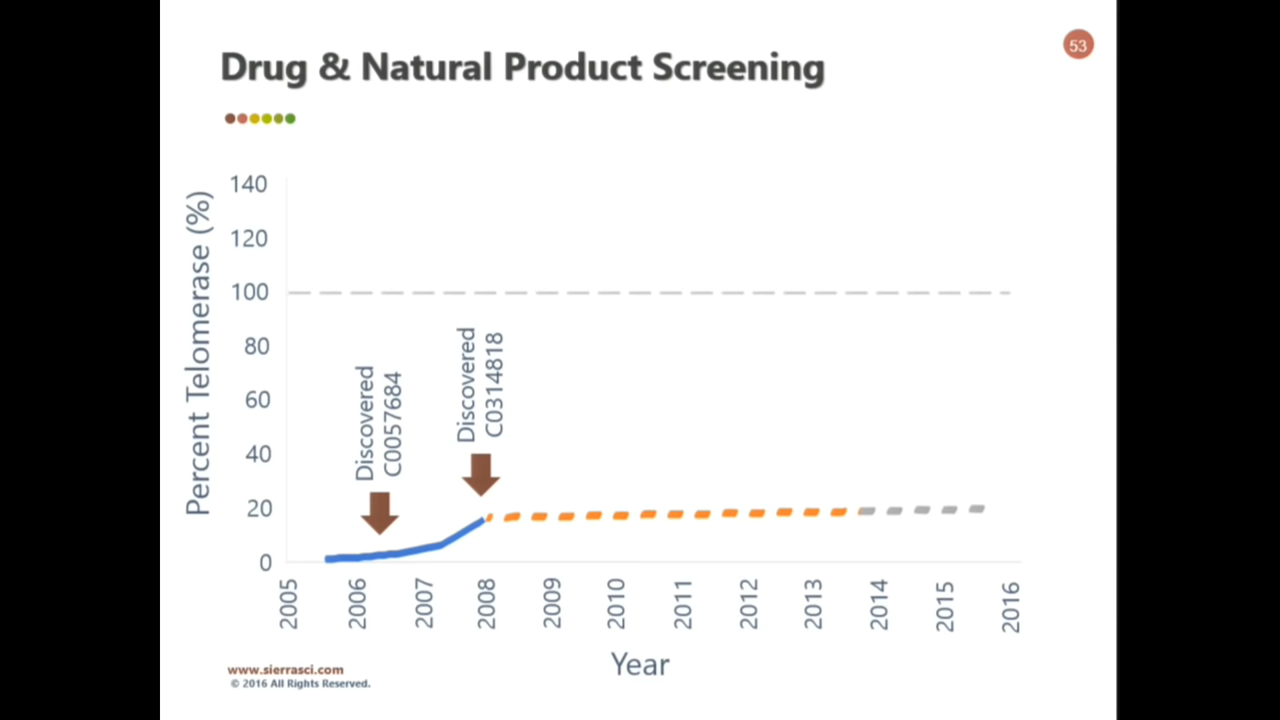 53
Drug & Natural Product Screening
Percent Telomerase (%)
140
120
100
80
60
40
20
0
Discovered
C0057684
Discovered
C0314818
2005
2006
2007
2008
2009
2010
2011
2012
2013
2014
2015
2016
Year
www.sierrasci.com
© 2016 All Rights Reserved.